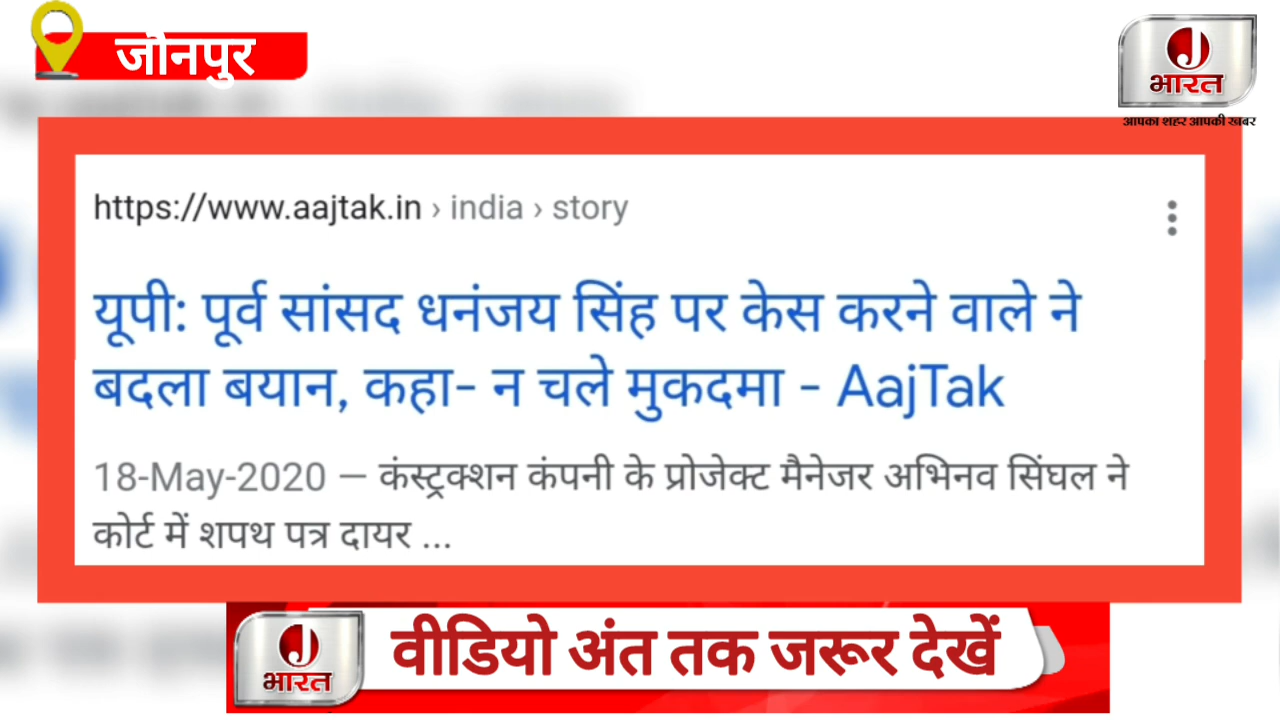 जौनपुर
J
भारत
आपका शहर आपकी खबर
https://www.aajtak.in › india › story
यूपी: पूर्व सांसद धनंजय सिंह पर केस करने वाले ने
बदला बयान, कहा- न चले मुकदमा - AajTak
18-May-2020 — कंस्ट्रक्शन कंपनी के प्रोजेक्ट मैनेजर अभिनव सिंघल ने
कोर्ट में शपथ पत्र दायर ...
J
भारत
वीडियो अंत तक जरूर देखें